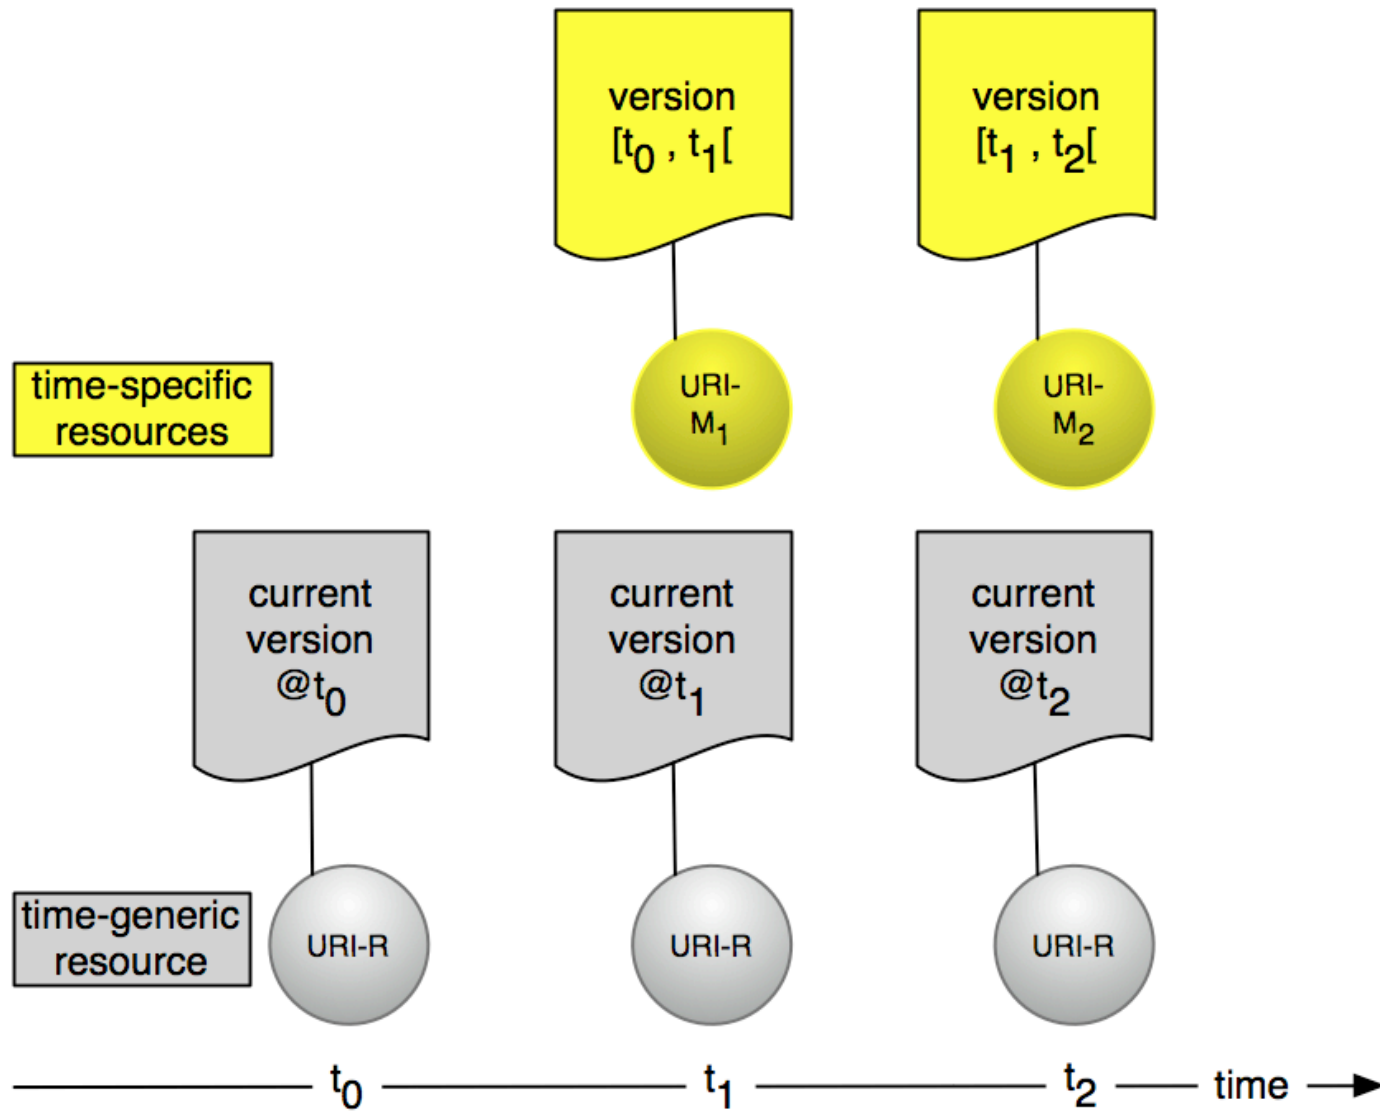 version
[t0 , t1[
version
[t1 , t2[
URI-
M1
URI-
M2
time-specific
resources
current
version
@t0
current
version
@t1
current
version
@t2
time-generic
resource
URI-R
URI-R
URI-R
t0
t1
t2
time